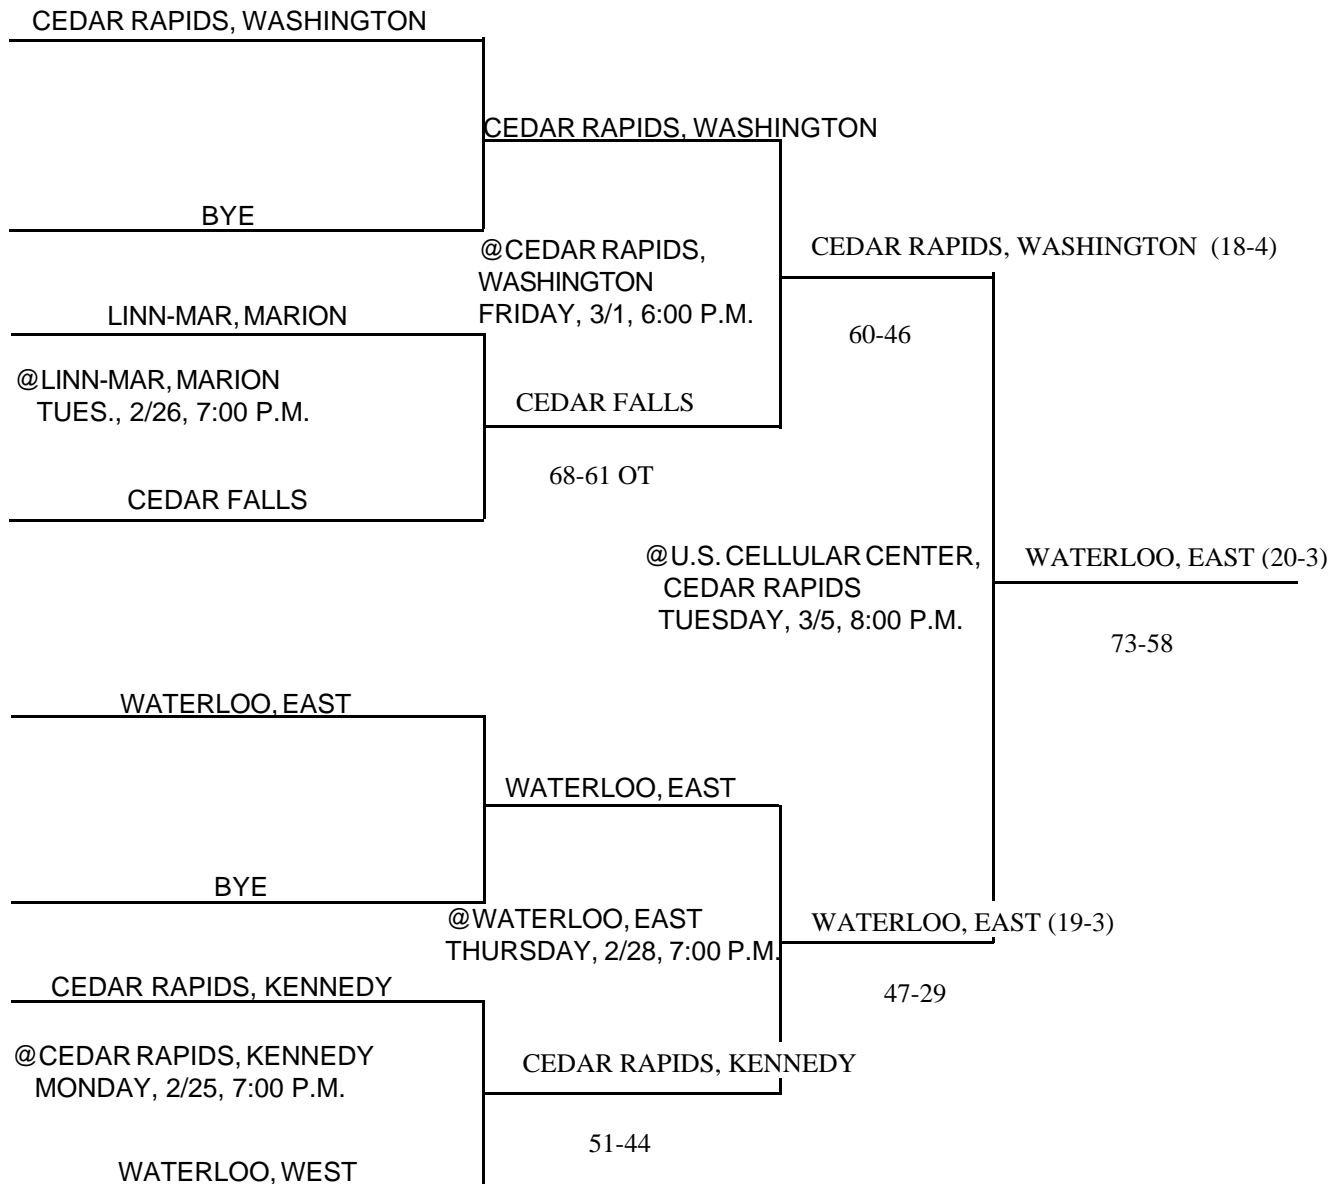 CEDAR RAPIDS, WASHINGTON
CEDAR RAPIDS, WASHINGTON
BYE
@CEDAR RAPIDS,
WASHINGTON
FRIDAY, 3/1, 6:00 P.M.
CEDAR RAPIDS, WASHINGTON (18-4)
LINN-MAR, MARION
60-46
@LINN-MAR, MARION
TUES., 2/26, 7:00 P.M.
CEDAR FALLS
68-61 OT
CEDAR FALLS
@U.S. CELLULAR CENTER,
CEDAR RAPIDS
TUESDAY, 3/5, 8:00 P.M.
WATERLOO, EAST (20-3)
73-58
WATERLOO, EAST
WATERLOO, EAST
BYE
@WATERLOO, EAST
THURSDAY, 2/28, 7:00 P.M.
WATERLOO, EAST (19-3)
CEDAR RAPIDS, KENNEDY
47-29
@CEDAR RAPIDS, KENNEDY
MONDAY, 2/25, 7:00 P.M.
CEDAR RAPIDS, KENNEDY
51-44
WATERLOO, WEST